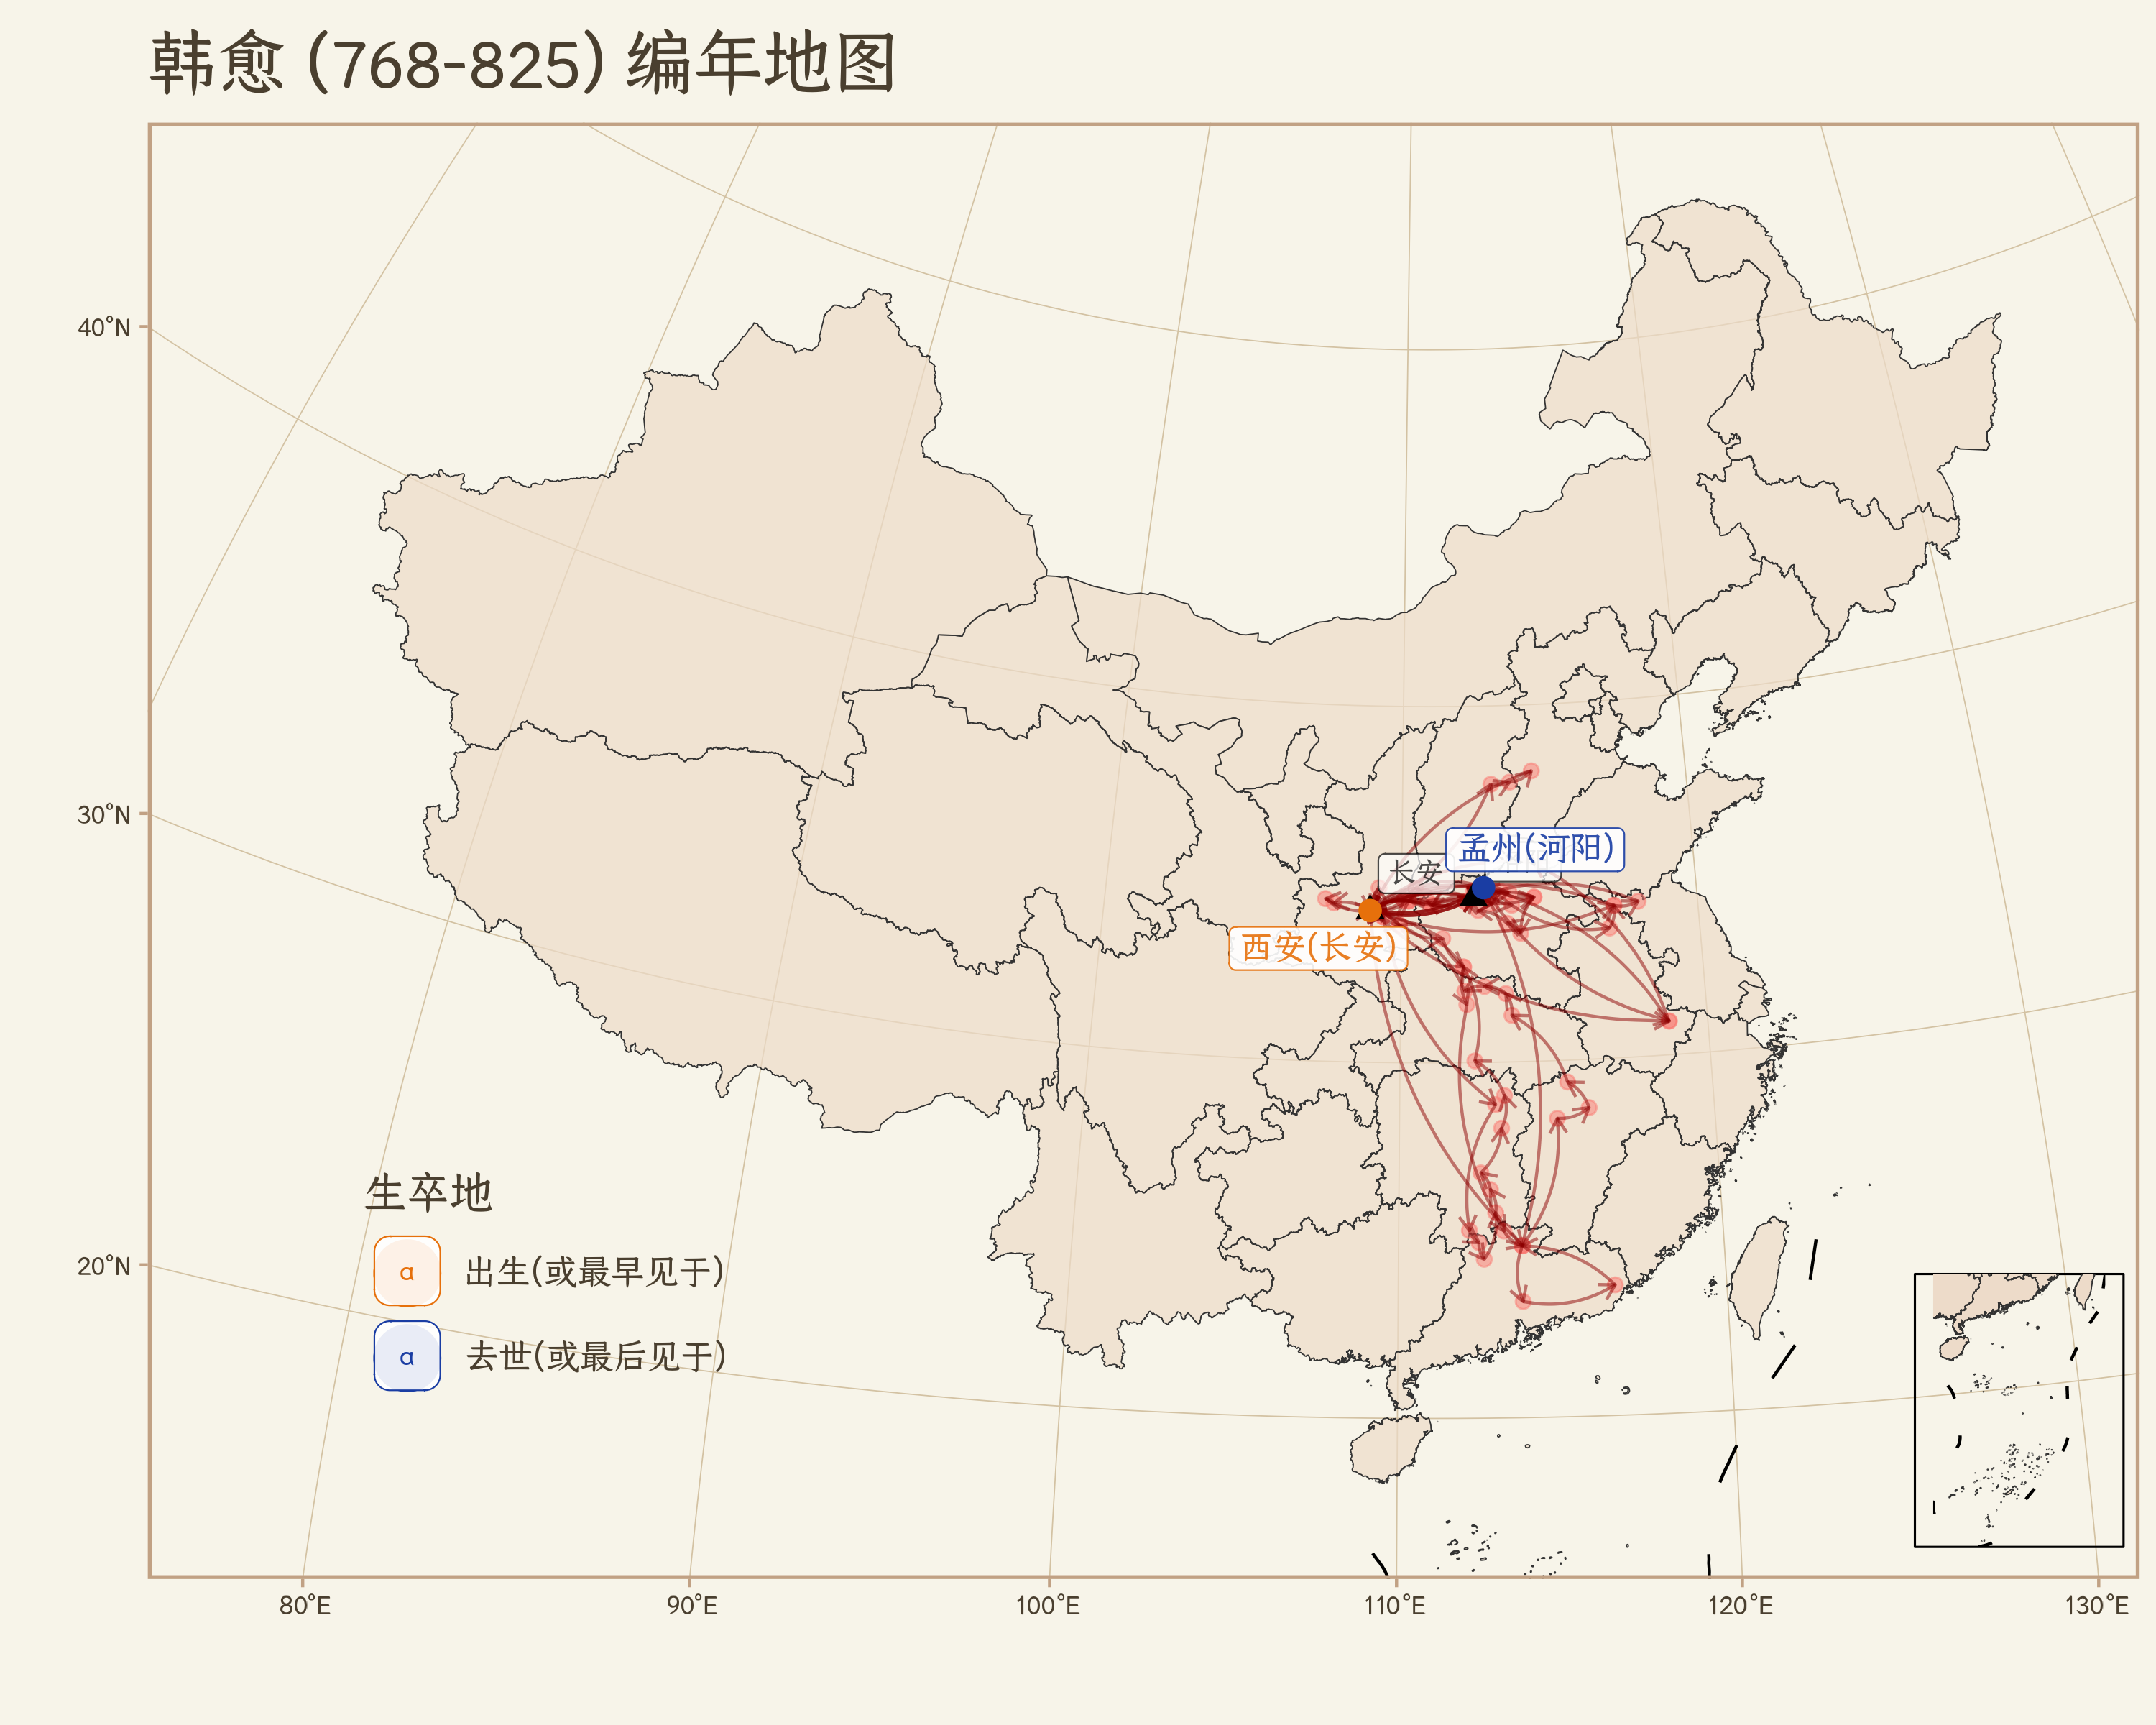 韩愈 (768-825) 编年地图
40°N
30°N
20°N
长安
孟州(河阳)
西安(长安)
生卒地
a 出生(或最早见于)
a 去世(或最后见于)
80°E 90°E 100°E 110°E 120°E 130°E